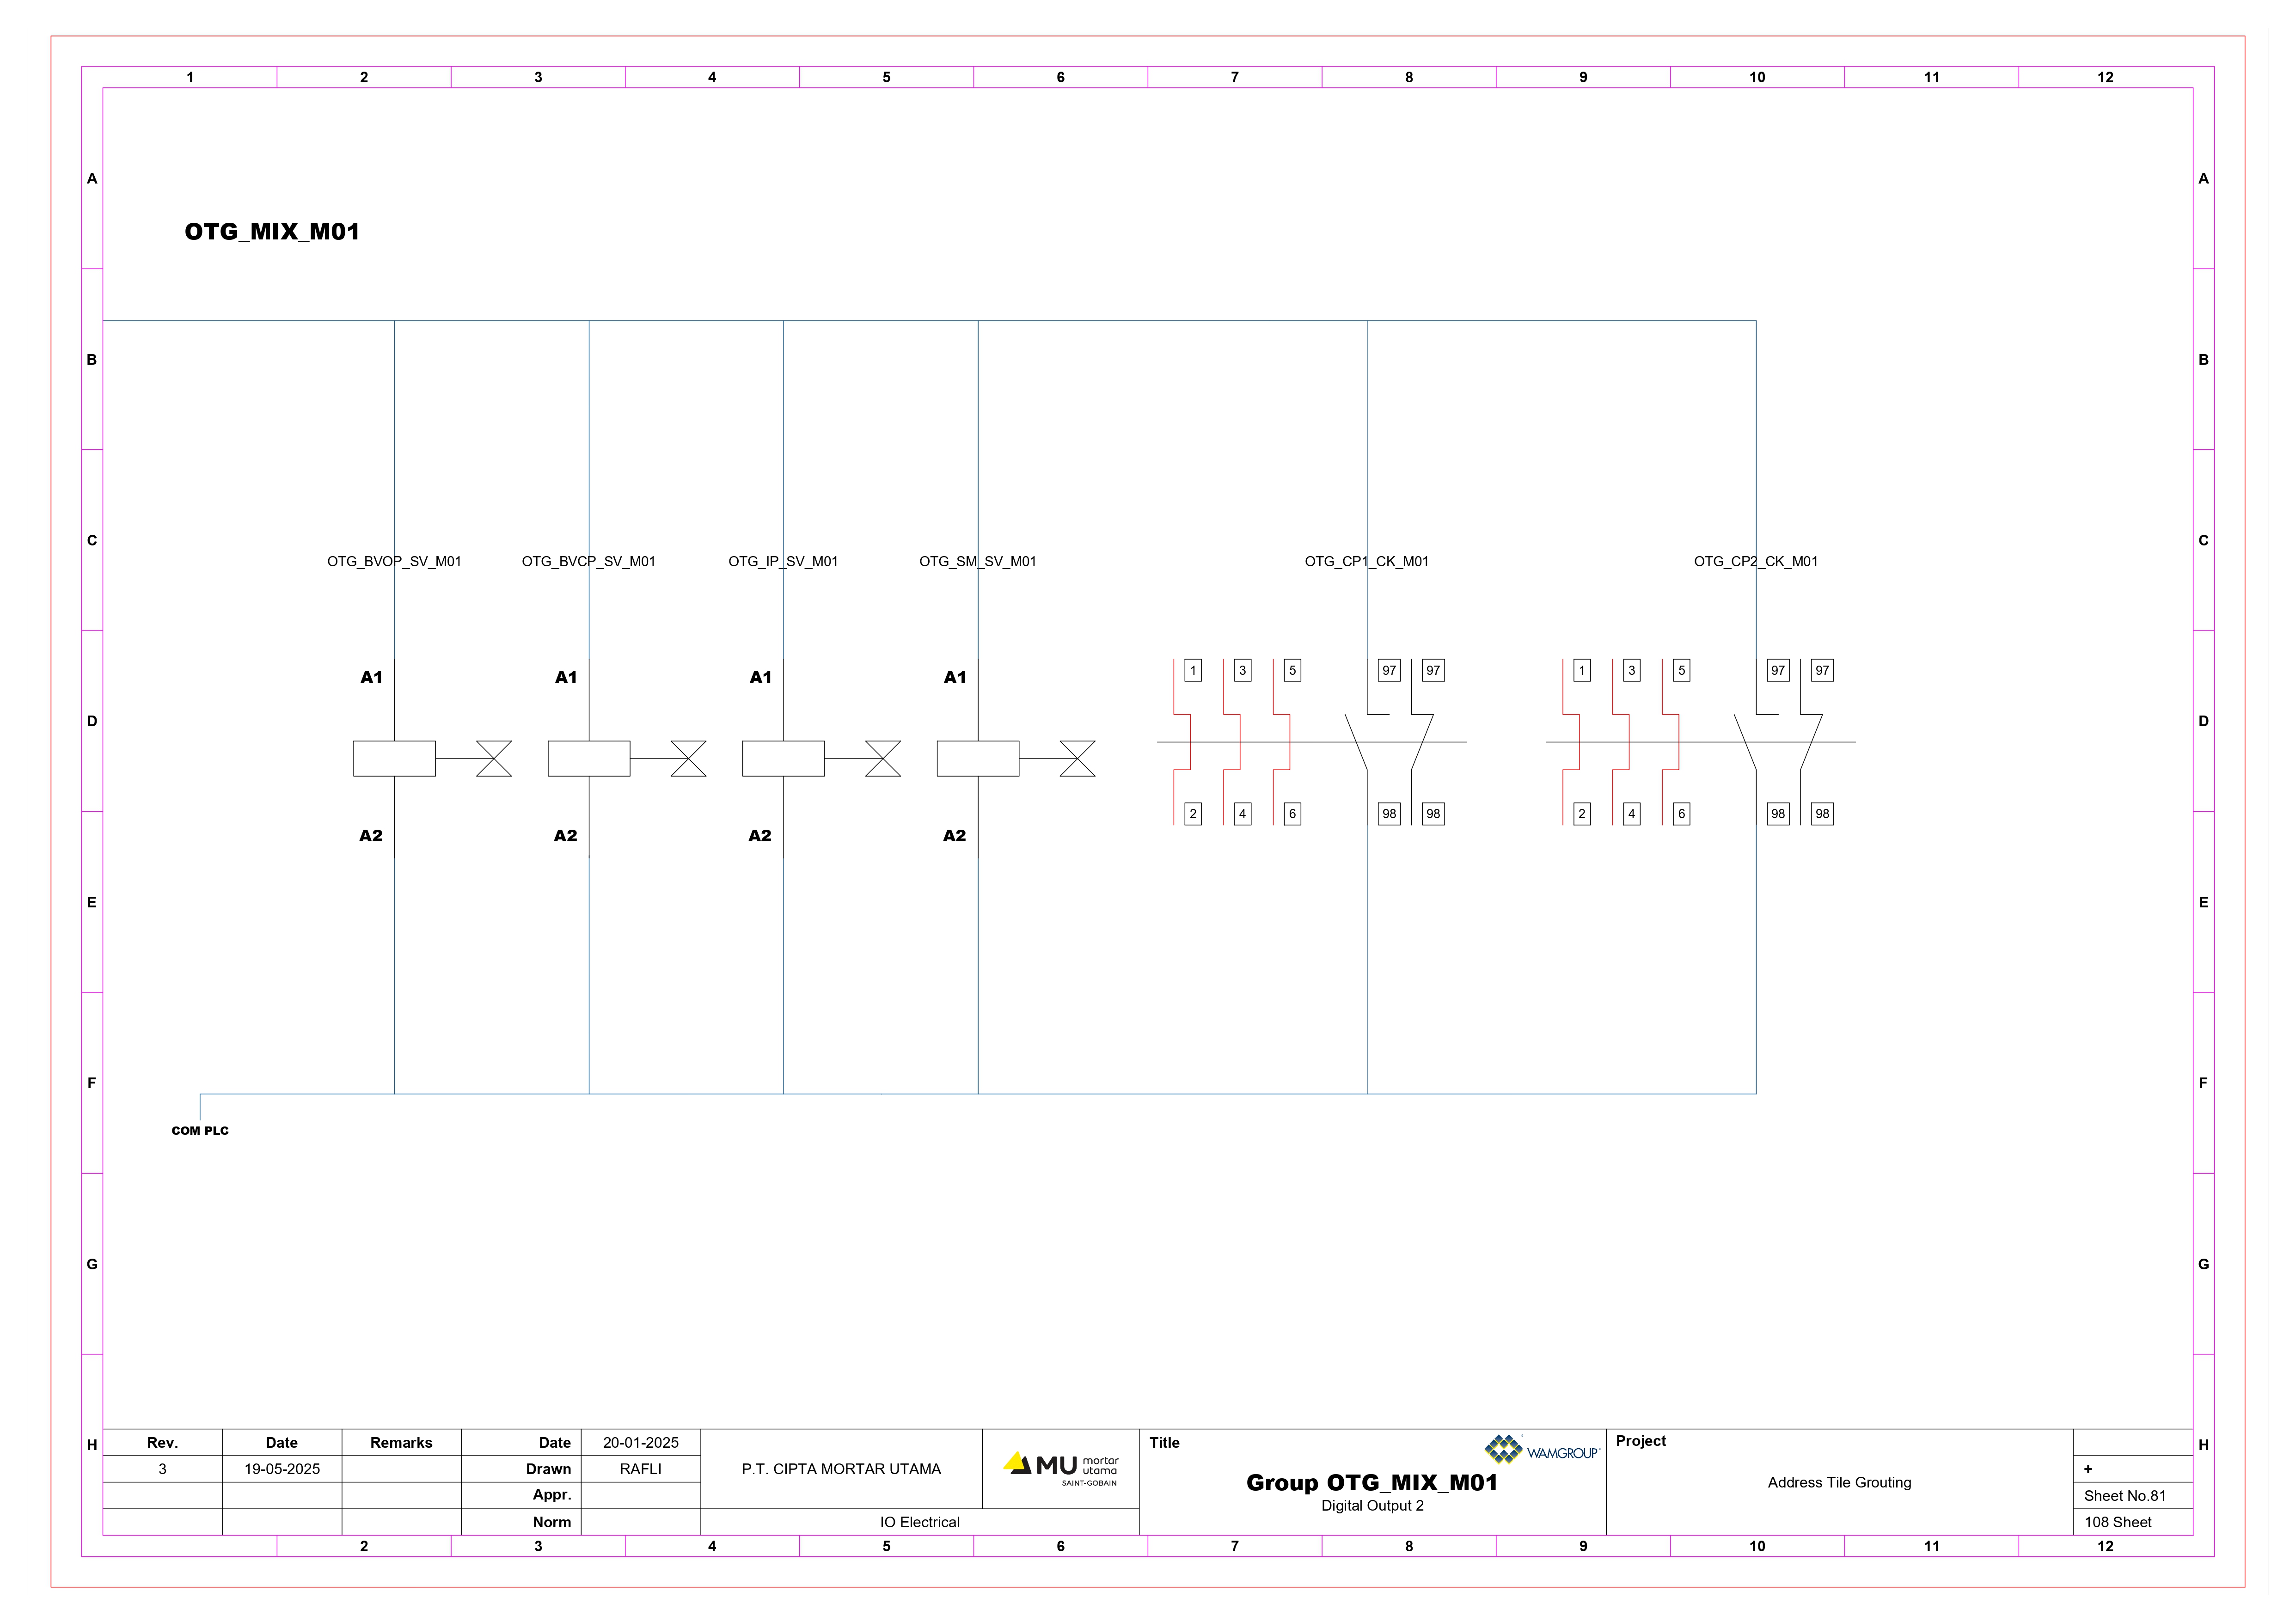 1 2 3 4 5 6 7 8 9 10 11 12
A A
OTG_MIX_M01
B B
C C
OTG_BVOP_SV_M01 OTG_BVCP_SV_M01 OTG_IP_SV_M01 OTG_SM_SV_M01 OTG_CP1_CK_M01 OTG_CP2_CK_M01
A1 A1 A1 A1 1 3 5 97 97 1 3 5 97 97
D D
2 4 6 98 98 2 4 6 98 98
A2 A2 A2 A2
E E
F F
COM PLC
G G
H H
Rev. Date Remarks Date 20-01-2025
3 19-05-2025 Drawn RAFLI
Appr.
Norm
P.T. CIPTA MORTAR UTAMA
MU mortar
utama
SAINT-GOBAIN
IO Electrical
Title
WAMGROUP®
Group OTG_MIX_M01
Digital Output 2
Project
Address Tile Grouting
+
Sheet No.81
108 Sheet
2 3 4 5 6 7 8 9 10 11 12